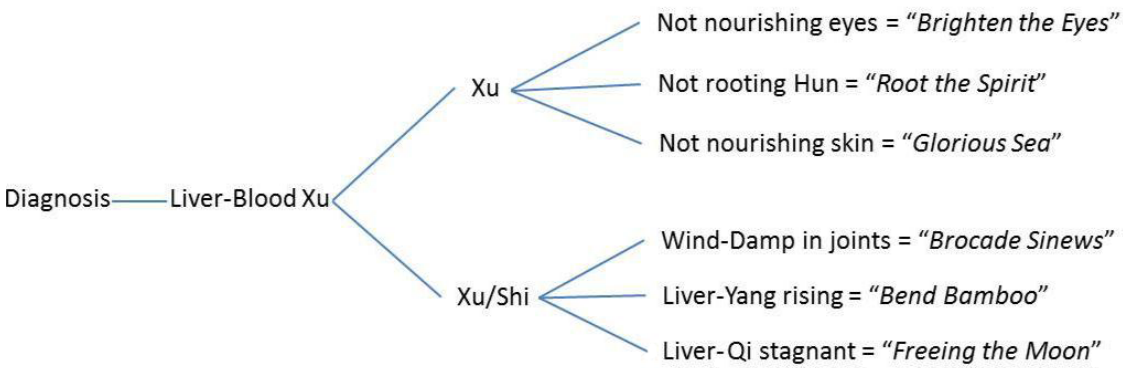 Not nourishing eyes = “Brighten the Eyes”
Xu
Not rooting Hun = “Root the Spirit”
Not nourishing skin = “Glorious Sea”
Diagnosis
Liver-Blood Xu
Wind-Damp in joints = “Brocade Sinews”
Xu/Shi
Liver-Yang rising = “Bend Bamboo”
Liver-Qi stagnant = “Freeing the Moon”